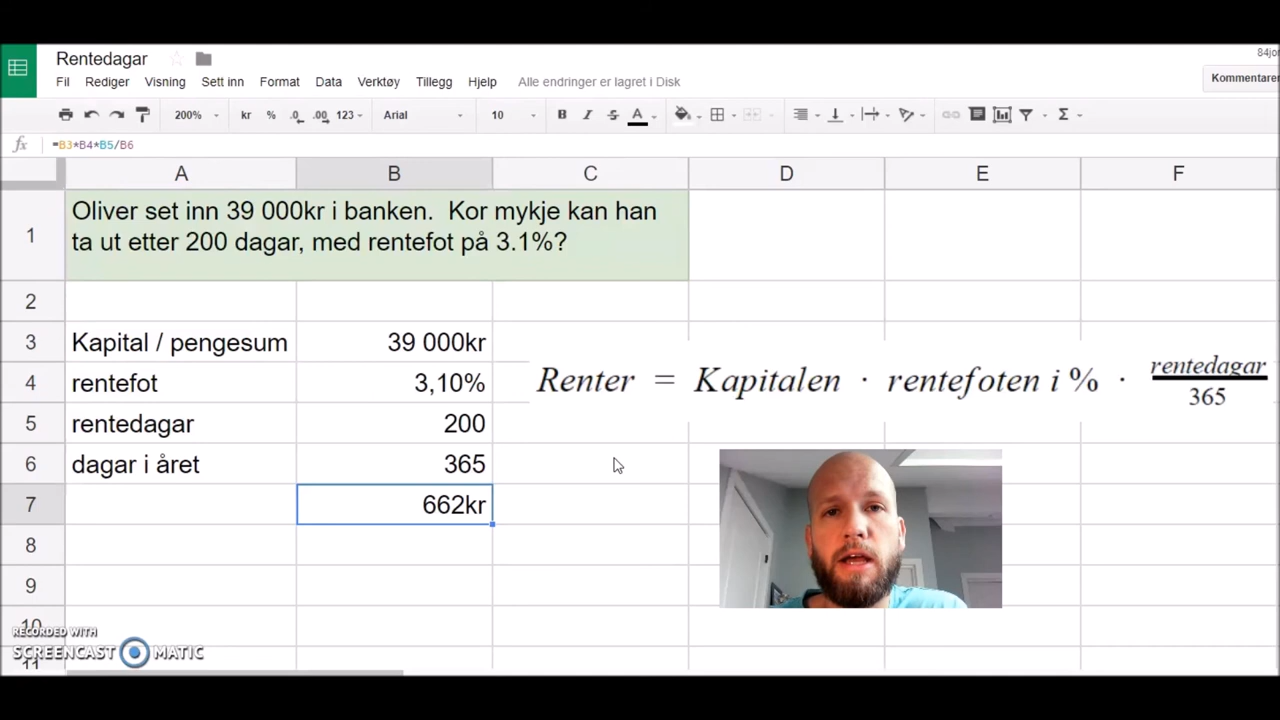 Rentedagar
84jor
Fil Rediger Visning Sett inn Format Data Verktøy Tillegg Hjelp Alle endringer er lagret i Disk
Kommentarer
200% kr % .0 .00 123 Arial 10 B I S A Σ
fx =B3*B4*B5/B6
A B C D E F
1 Oliver set inn 39 000kr i banken. Kor mykje kan han
ta ut etter 200 dagar, med rentefot på 3.1%?
2
3 Kapital / pengesum 39 000kr
4 rentefot 3,10%
5 rentedagar 200
6 dagar i året 365
7 662kr
Renter = Kapitalen · rentefoten i % · rentedagar
365
8
9
10
RECORDED WITH
SCREENCAST MATIC
11